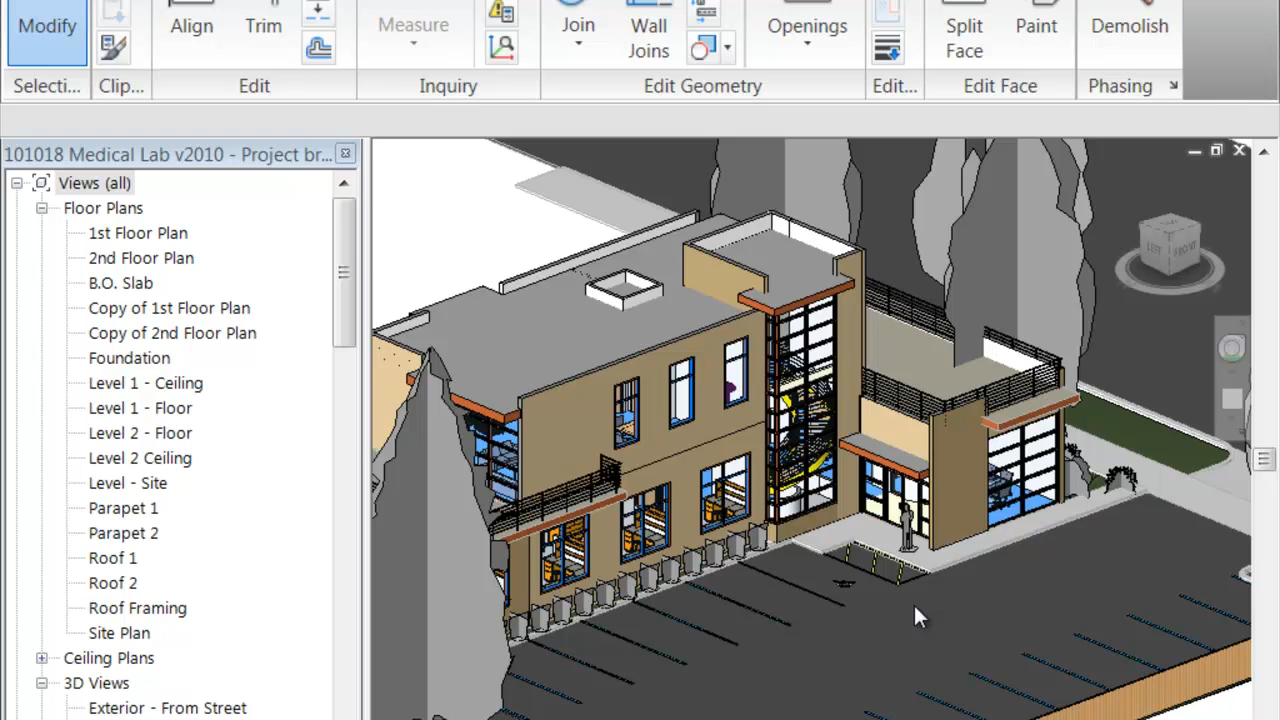 Modify
Align
Trim
Measure
Join
Wall
Joins
Openings
Split
Face
Paint
Demolish
Selecti...
Clip...
Edit
Inquiry
Edit Geometry
Edit...
Edit Face
Phasing
101018 Medical Lab v2010 - Project br...
Views (all)
Floor Plans
1st Floor Plan
2nd Floor Plan
B.O. Slab
Copy of 1st Floor Plan
Copy of 2nd Floor Plan
Foundation
Level 1 - Ceiling
Level 1 - Floor
Level 2 - Floor
Level 2 Ceiling
Level - Site
Parapet 1
Parapet 2
Roof 1
Roof 2
Roof Framing
Site Plan
Ceiling Plans
3D Views
Exterior - From Street
LEFT
FRONT